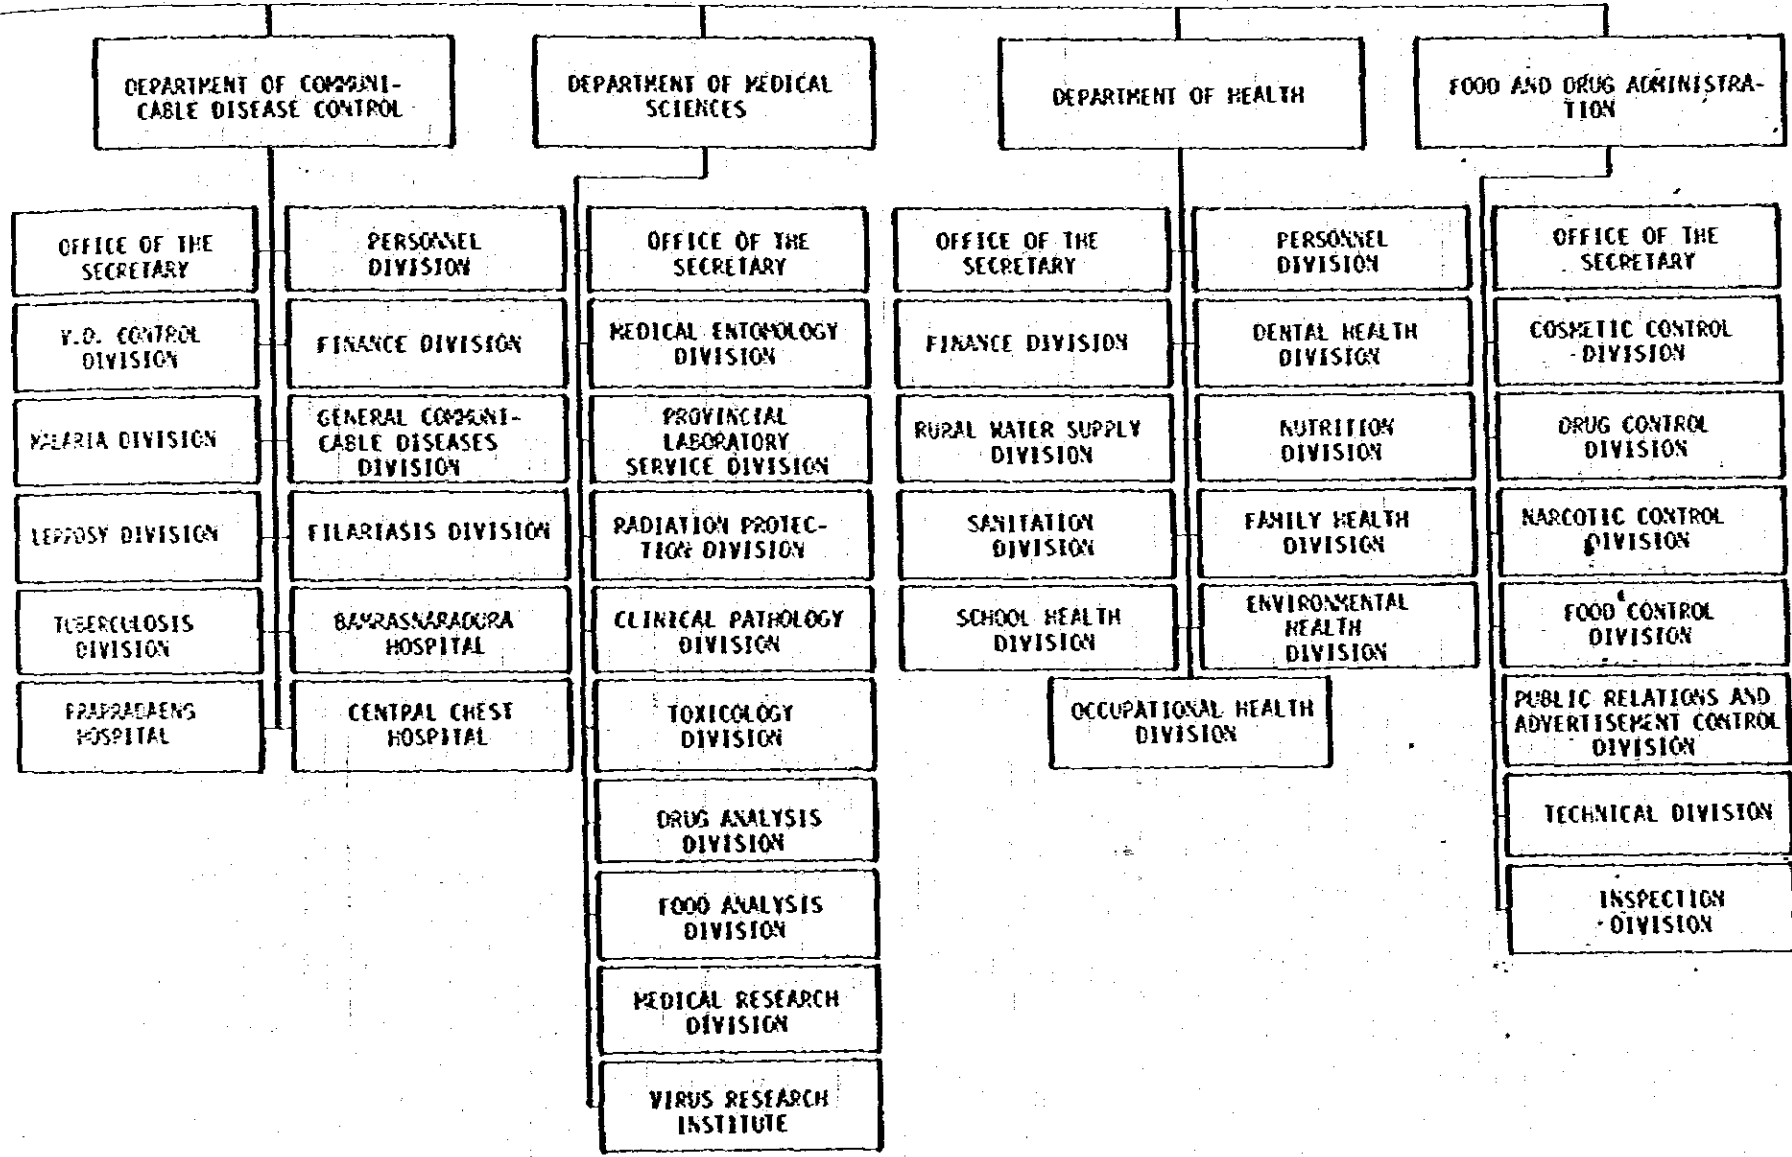 DEPARTMENT OF COMMUNI-
CABLE DISEASE CONTROL
DEPARTMENT OF MEDICAL
SCIENCES
DEPARTMENT OF HEALTH
FOOD AND DRUG ADMINISTRA-
TION
OFFICE OF THE
SECRETARY
V.D. CONTROL
DIVISION
MALARIA DIVISION
LEPROSY DIVISION
TUBERCULOSIS
DIVISION
PRAPRADAENG
HOSPITAL
PERSONNEL
DIVISION
FINANCE DIVISION
GENERAL COMMUNI-
CABLE DISEASES
DIVISION
FILARIASIS DIVISION
BAMRASNARADURA
HOSPITAL
CENTRAL CHEST
HOSPITAL
OFFICE OF THE
SECRETARY
MEDICAL ENTOMOLOGY
DIVISION
PROVINCIAL
LABORATORY
SERVICE DIVISION
RADIATION PROTEC-
TION DIVISION
CLINICAL PATHOLOGY
DIVISION
TOXICOLOGY
DIVISION
DRUG ANALYSIS
DIVISION
FOOD ANALYSIS
DIVISION
MEDICAL RESEARCH
DIVISION
VIRUS RESEARCH
INSTITUTE
OFFICE OF THE
SECRETARY
FINANCE DIVISION
RURAL WATER SUPPLY
DIVISION
SANITATION
DIVISION
SCHOOL HEALTH
DIVISION
PERSONNEL
DIVISION
DENTAL HEALTH
DIVISION
NUTRITION
DIVISION
FAMILY HEALTH
DIVISION
ENVIRONMENTAL
HEALTH
DIVISION
OCCUPATIONAL HEALTH
DIVISION
OFFICE OF THE
SECRETARY
COSMETIC CONTROL
DIVISION
DRUG CONTROL
DIVISION
NARCOTIC CONTROL
DIVISION
FOOD CONTROL
DIVISION
PUBLIC RELATIONS AND
ADVERTISEMENT CONTROL
DIVISION
TECHNICAL DIVISION
INSPECTION
DIVISION